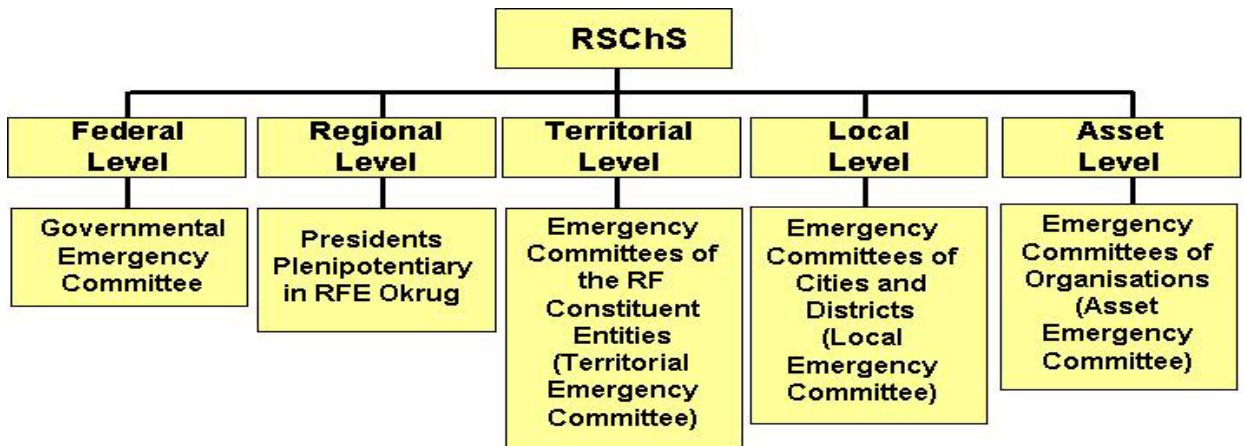 RSChS
Federal
Level
Regional
Level
Territorial
Level
Local
Level
Asset
Level
Governmental
Emergency
Committee
Presidents
Plenipotentiary
in RFE Okrug
Emergency
Committees of
the RF
Constituent
Entities
(Territorial
Emergency
Committee)
Emergency
Committees of
Cities and
Districts
(Local
Emergency
Committee)
Emergency
Committees of
Organisations
(Asset
Emergency
Committee)